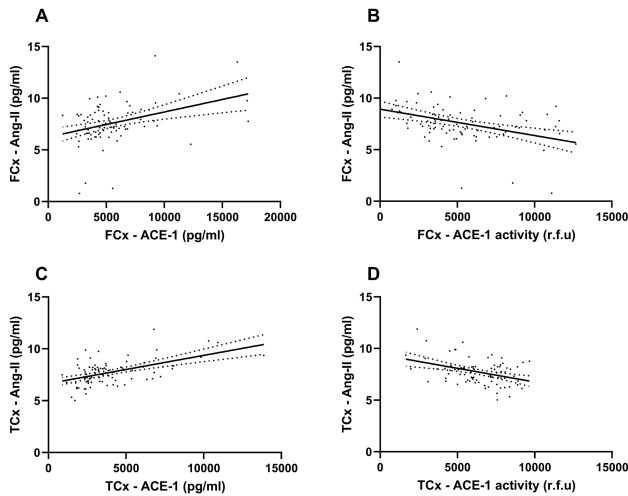 A
15
10
5
0
FCx - Ang-II (pg/ml)
0 5000 10000 15000 20000
FCx - ACE-1 (pg/ml)
B
15
10
5
0
FCx - Ang-II (pg/ml)
0 5000 10000 15000
FCx - ACE-1 activity (r.f.u)
C
15
10
5
0
TCx - Ang-II (pg/ml)
0 5000 10000 15000
TCx - ACE-1 (pg/ml)
D
15
10
5
0
TCx - Ang-II (pg/ml)
0 5000 10000 15000
TCx - ACE-1 activity (r.f.u)